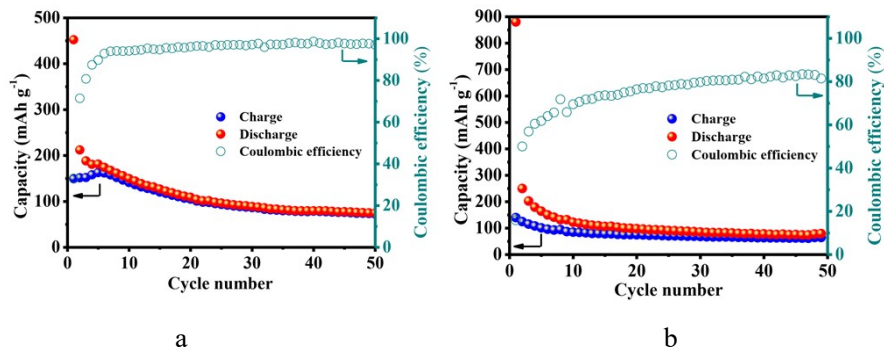 500
400
300
200
100
0
Capacity (mAh g⁻¹)
100
80
60
40
20
0
Coulombic efficiency (%)
Charge
Discharge
Coulombic efficiency
0 10 20 30 40 50
Cycle number
a
900
800
700
600
500
400
300
200
100
0
Capacity (mAh g⁻¹)
100
80
60
40
20
0
Coulombic efficiency (%)
Charge
Discharge
Coulombic efficiency
0 10 20 30 40 50
Cycle number
b